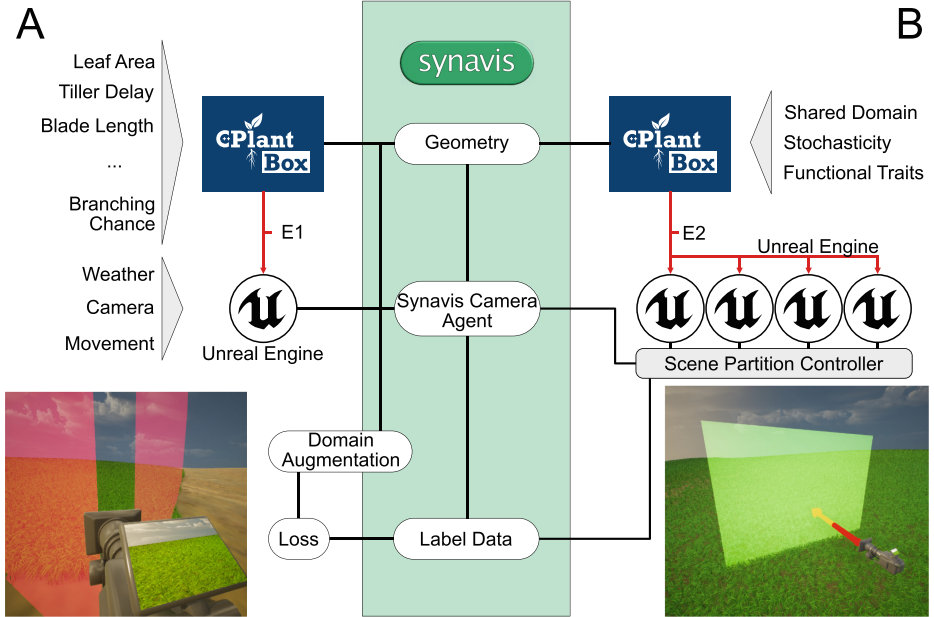 A
B
synavis
Leaf Area
Tiller Delay
Blade Length
...
Branching
Chance
CPlant
Box
Geometry
CPlant
Box
Shared Domain
Stochasticity
Functional Traits
E1
E2
Unreal Engine
Weather
Camera
Movement
Unreal Engine
Synavis Camera
Agent
Scene Partition Controller
Domain
Augmentation
Loss
Label Data